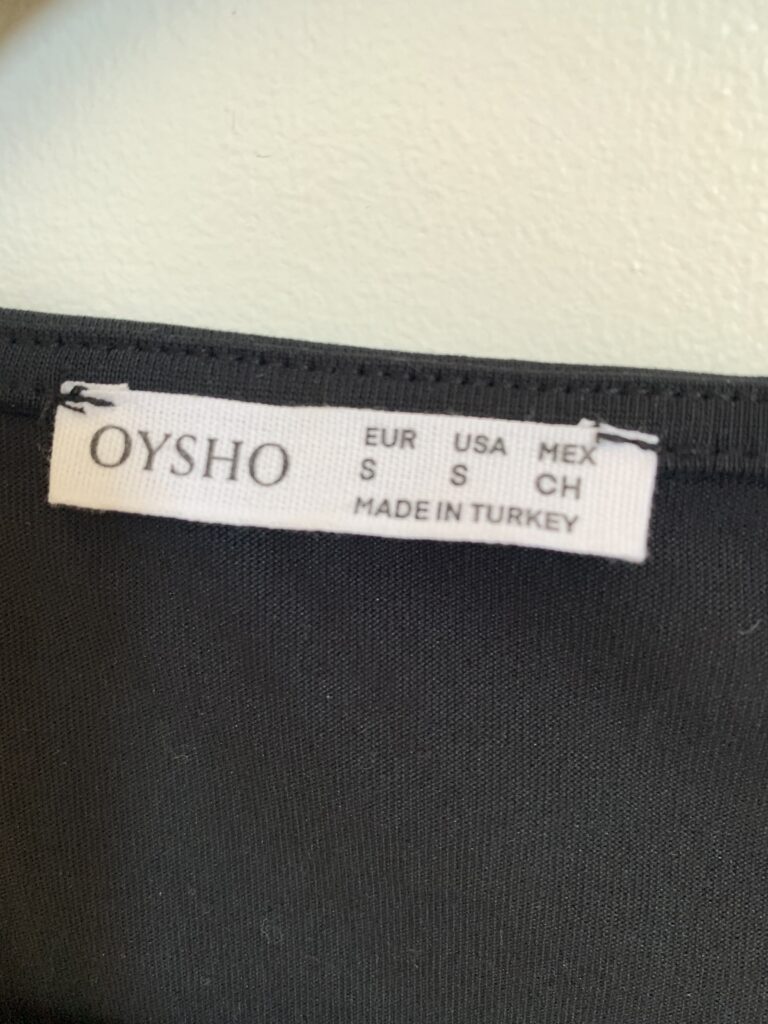 OYSHO
EUR USA MEX
S S CH
MADE IN TURKEY